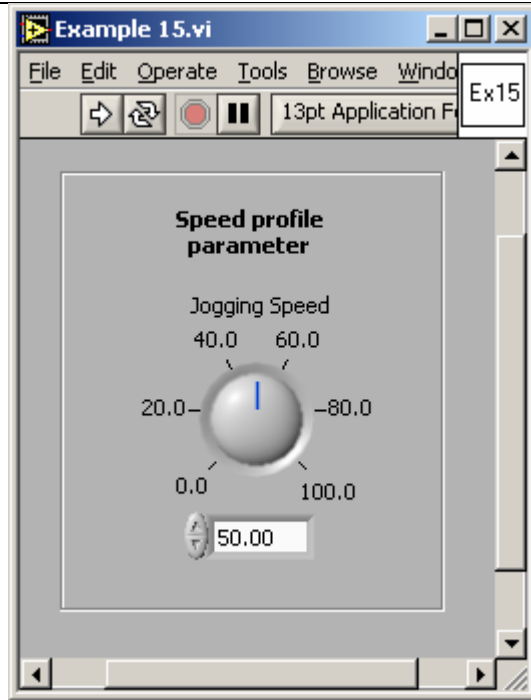 Example 15.vi
File Edit Operate Tools Browse Windo
Ex15
13pt Application F
Speed profile
parameter
Jogging Speed
40.0 60.0
20.0 80.0
0.0 100.0
50.00